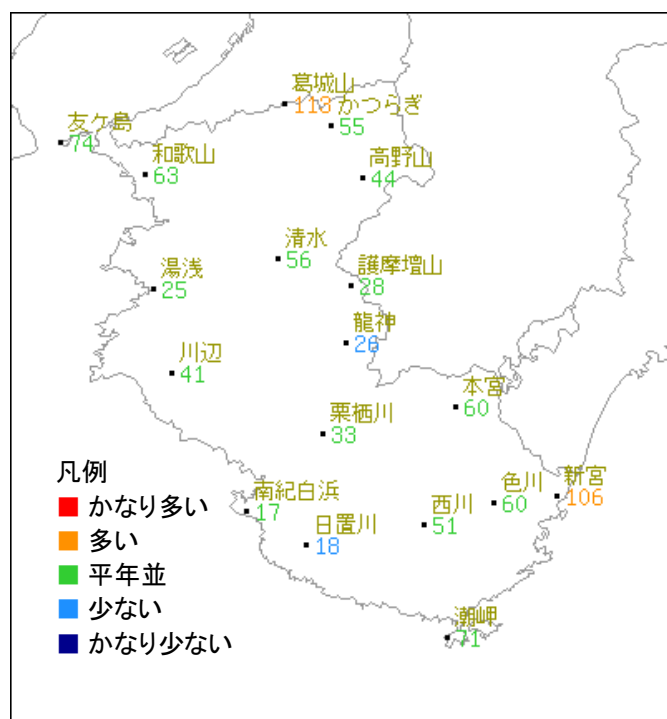 葛城山
113 かつらぎ
55
友ケ島
74
和歌山
63
高野山
44
清水
56
護摩壇山
28
湯浅
25
龍神
26
川辺
41
本宮
60
栗栖川
33
新宮
106
色川
60
南紀白浜
17
西川
51
日置川
18
潮岬
71
凡例
かなり多い
多い
平年並
少ない
かなり少ない